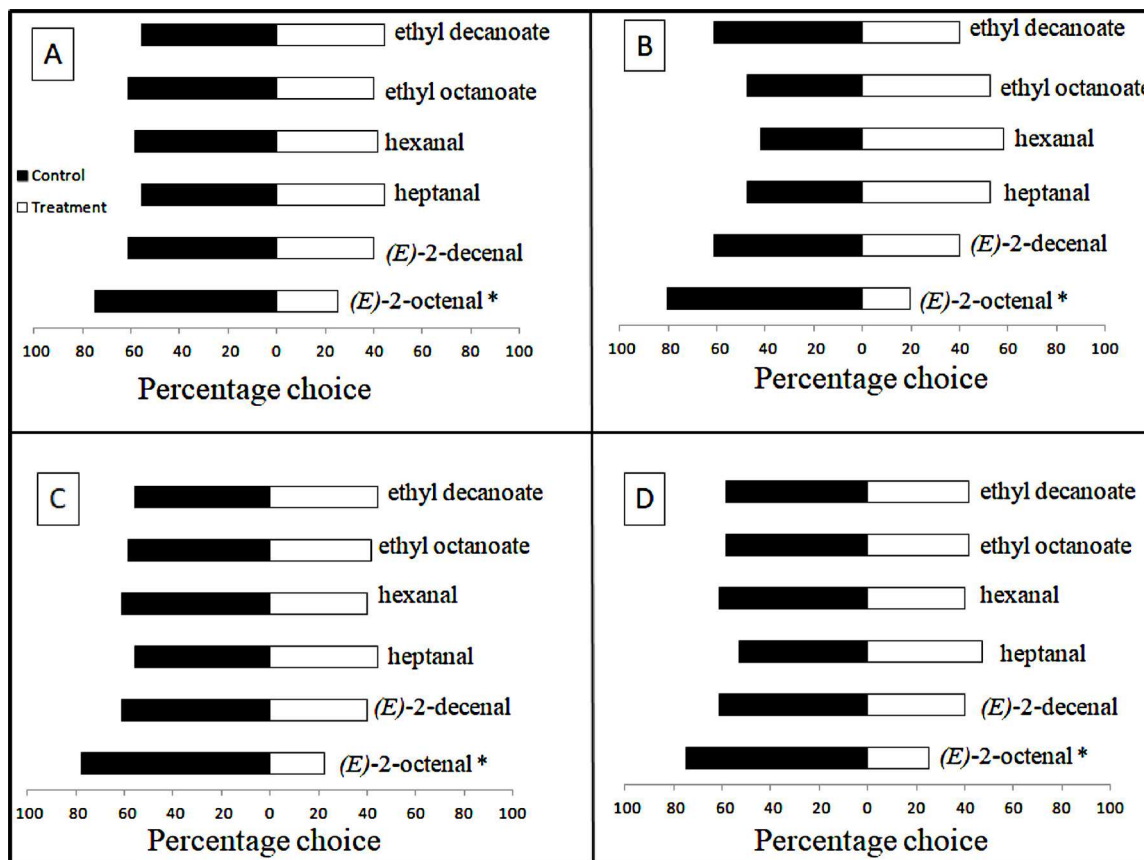 A
ethyl decanoate
ethyl octanoate
hexanal
■ Control
heptanal
□ Treatment
(E)-2-decenal
(E)-2-octenal *
100 80 60 40 20 0 20 40 60 80 100
Percentage choice
B
ethyl decanoate
ethyl octanoate
hexanal
heptanal
(E)-2-decenal
(E)-2-octenal *
100 80 60 40 20 0 20 40 60 80 100
Percentage choice
C
ethyl decanoate
ethyl octanoate
hexanal
heptanal
(E)-2-decenal
(E)-2-octenal *
100 80 60 40 20 0 20 40 60 80 100
Percentage choice
D
ethyl decanoate
ethyl octanoate
hexanal
heptanal
(E)-2-decenal
(E)-2-octenal *
100 80 60 40 20 0 20 40 60 80 100
Percentage choice